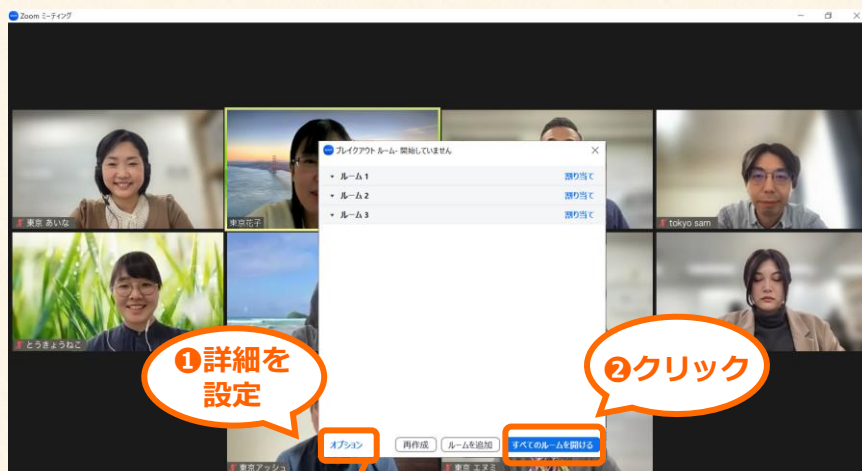 Zoom ミーティング
ブレイクアウト ルーム- 開始していません
ルーム 1 割り当て
ルーム 2 割り当て
ルーム 3 割り当て
東京 あいな
東京花子
tokyo sam
とうきょうねこ
❶詳細を
設定
❷クリック
オプション 再作成 ルームを追加 すべてのルームを開ける
東京アッシュ
東京 エヌミ